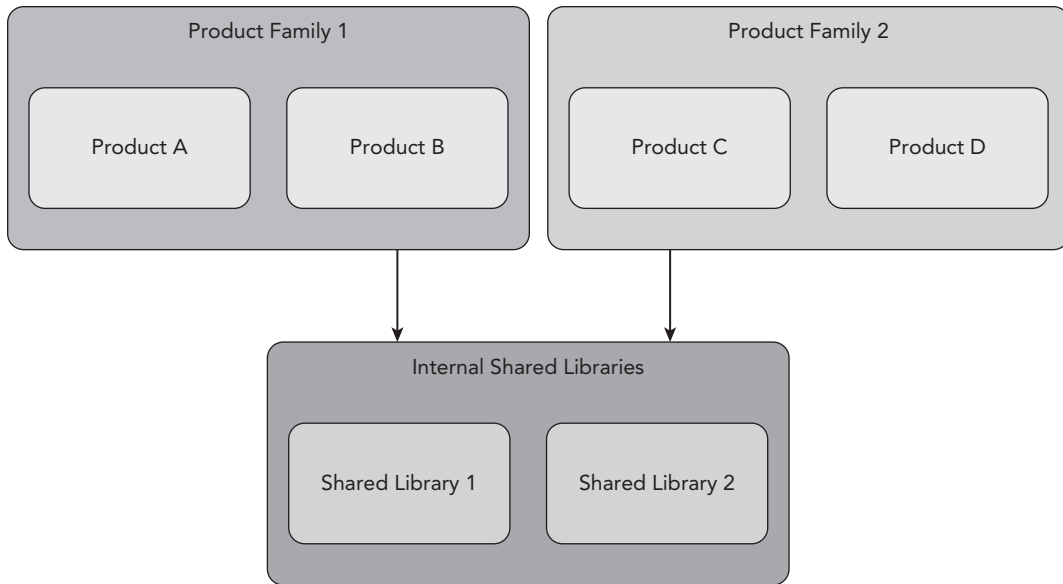 Product Family 1
Product Family 2
Product A
Product B
Product C
Product D
Internal Shared Libraries
Shared Library 1
Shared Library 2